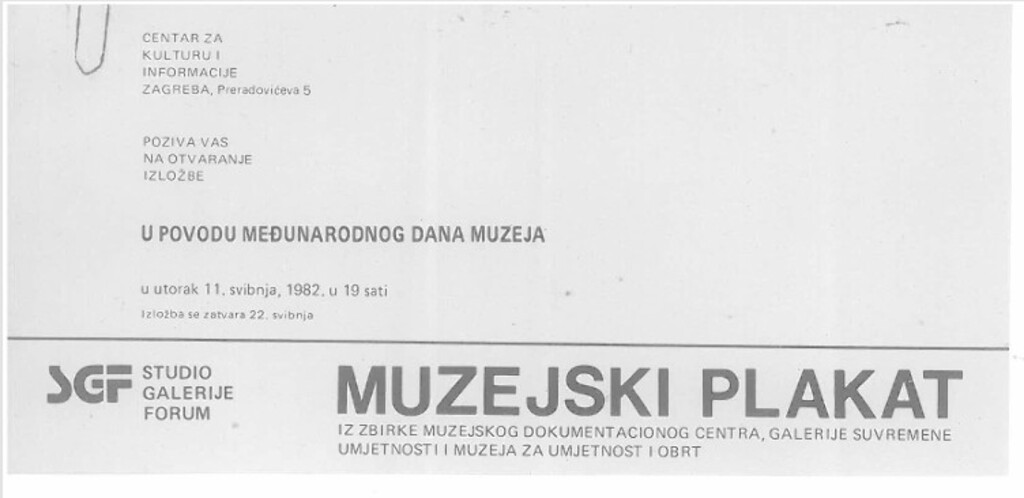 CENTAR ZA
KULTURU I
INFORMACIJE
ZAGREBA, Preradovićeva 5
POZIVA VAS
NA OTVARANJE
IZLOŽBE
U POVODU MEĐUNARODNOG DANA MUZEJA
u utorak 11. svibnja, 1982. u 19 sati
Izložba se zatvara 22. svibnja
SGF STUDIO
GALERIJE
FORUM
MUZEJSKI PLAKAT
IZ ZBIRKE MUZEJSKOG DOKUMENTACIONOG CENTRA, GALERIJE SUVREMENE
UMJETNOSTI I MUZEJA ZA UMJETNOST I OBRT